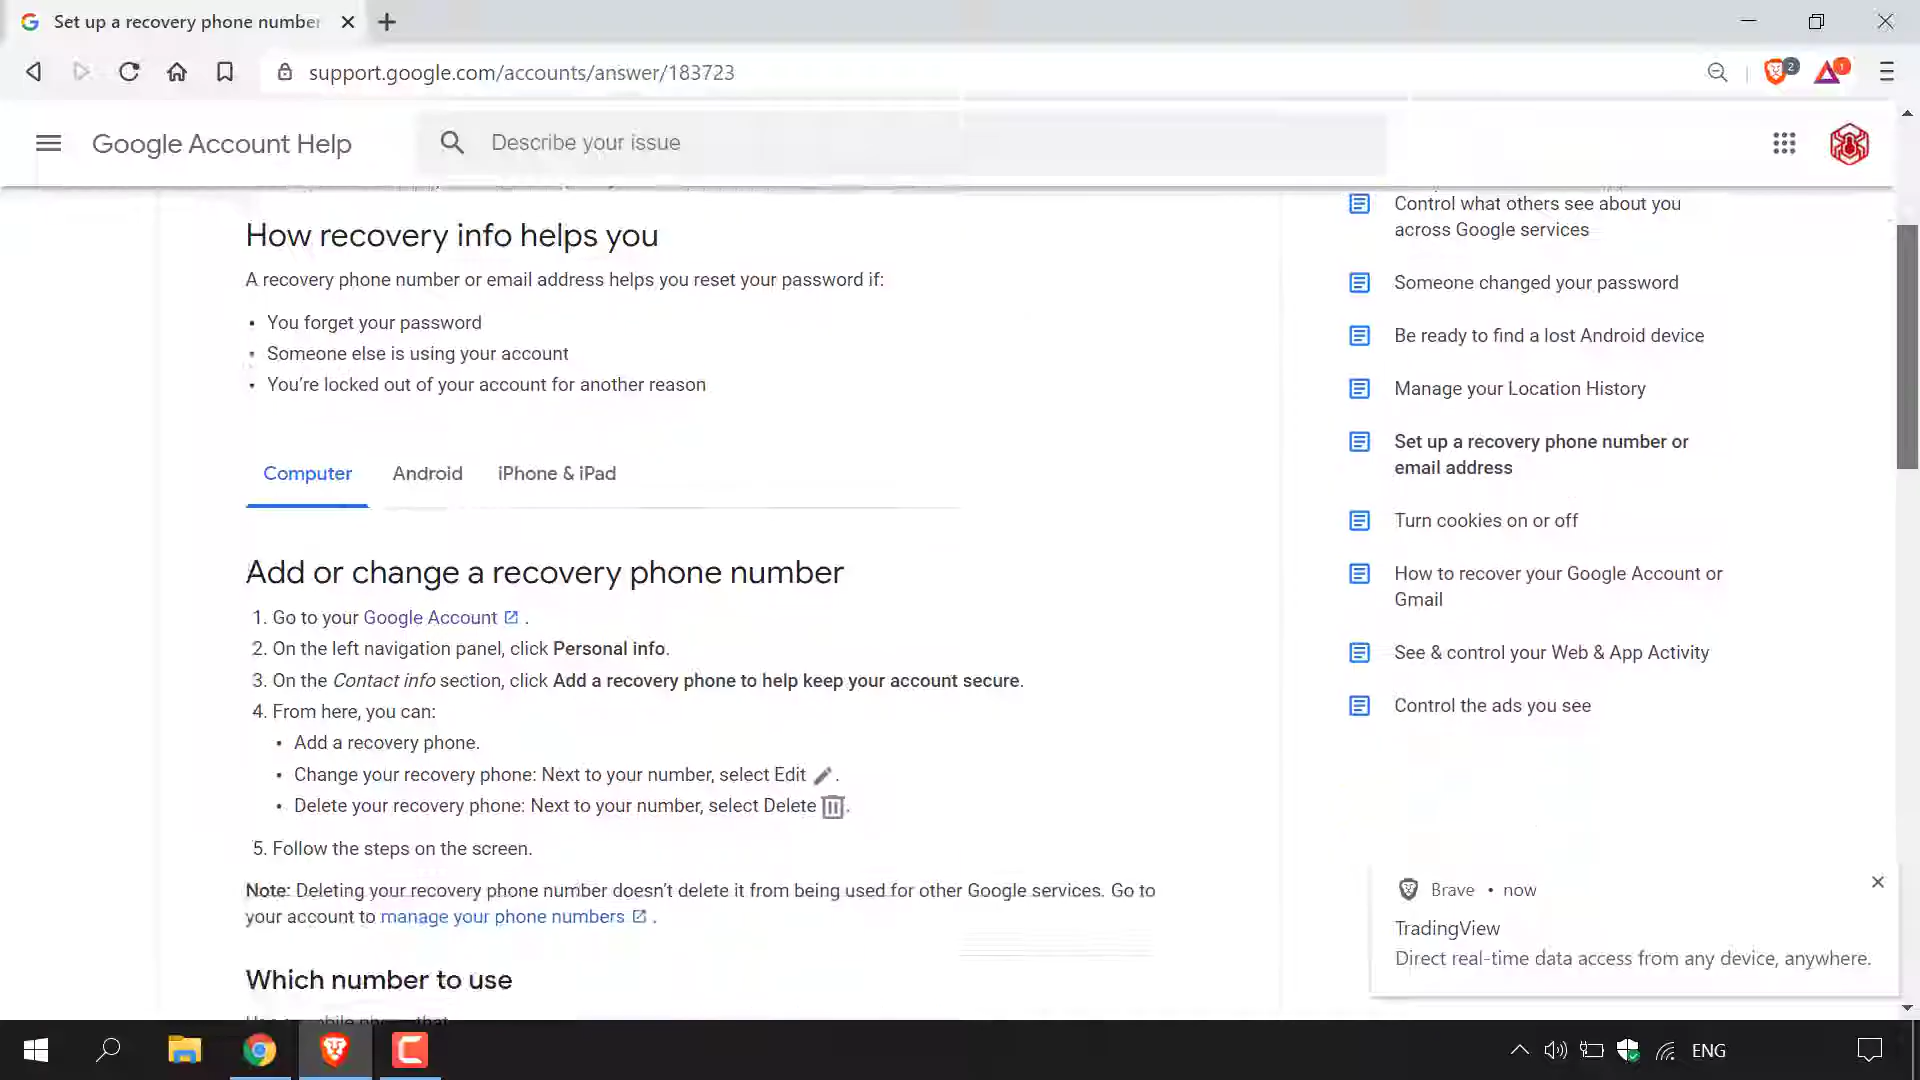 Set up a recovery phone number
support.google.com/accounts/answer/183723
2
1
Google Account Help
Describe your issue
How recovery info helps you
A recovery phone number or email address helps you reset your password if:
• You forget your password
• Someone else is using your account
• You're locked out of your account for another reason
Computer
Android
iPhone & iPad
Add or change a recovery phone number
1. Go to your Google Account .
2. On the left navigation panel, click Personal info.
3. On the Contact info section, click Add a recovery phone to help keep your account secure.
4. From here, you can:
• Add a recovery phone.
• Change your recovery phone: Next to your number, select Edit .
• Delete your recovery phone: Next to your number, select Delete .
5. Follow the steps on the screen.
Note: Deleting your recovery phone number doesn't delete it from being used for other Google services. Go to
your account to manage your phone numbers .
Which number to use
Control what others see about you
across Google services
Someone changed your password
Be ready to find a lost Android device
Manage your Location History
Set up a recovery phone number or
email address
Turn cookies on or off
How to recover your Google Account or
Gmail
See & control your Web & App Activity
Control the ads you see
Brave • now
TradingView
Direct real-time data access from any device, anywhere.
ENG